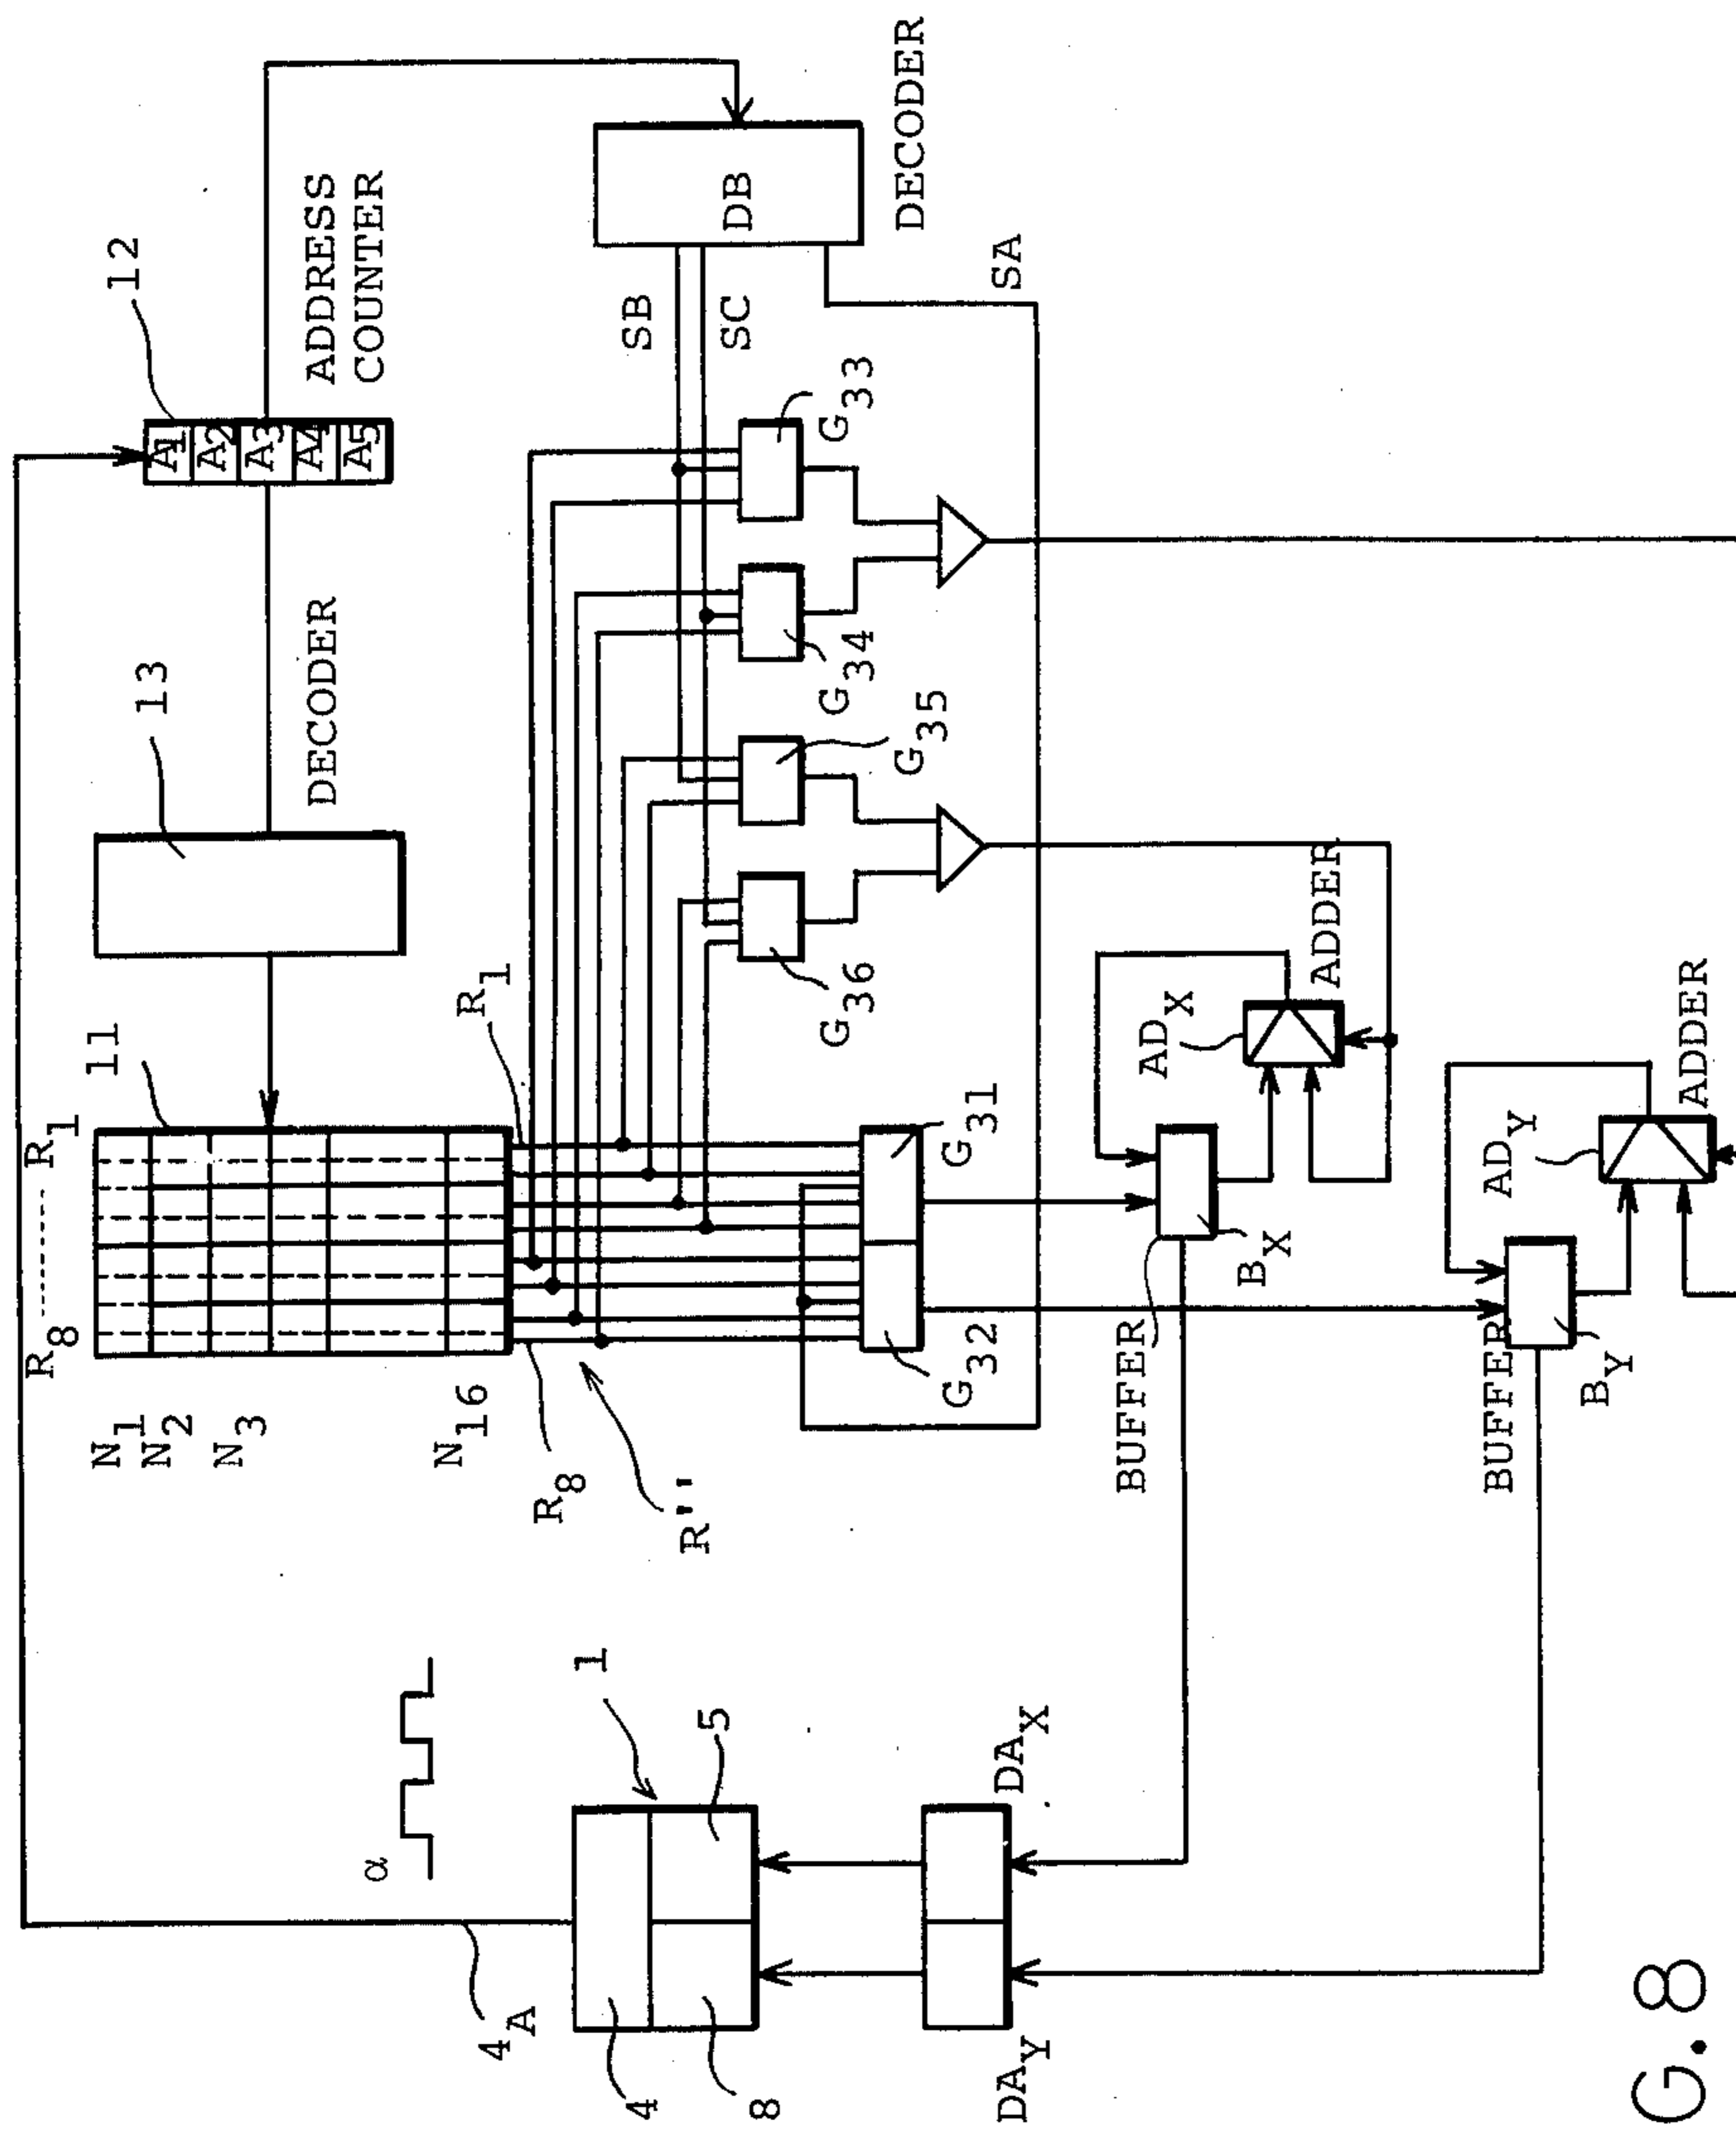 12
ADDRESS
COUNTER
A1
A2
A3
A4
A5
13
DECODER
DB
DECODER
SB
SC
SA
11
R8 ------- R1
N1
N2
N3
N16
R1
R8
R''
G33
G34
G35
G36
G31
G32
ADX
ADDER
BUFFER
BX
ADY
ADDER
BUFFER
BY
α
4A
1
4
5
8
DAX
DAY
G.8